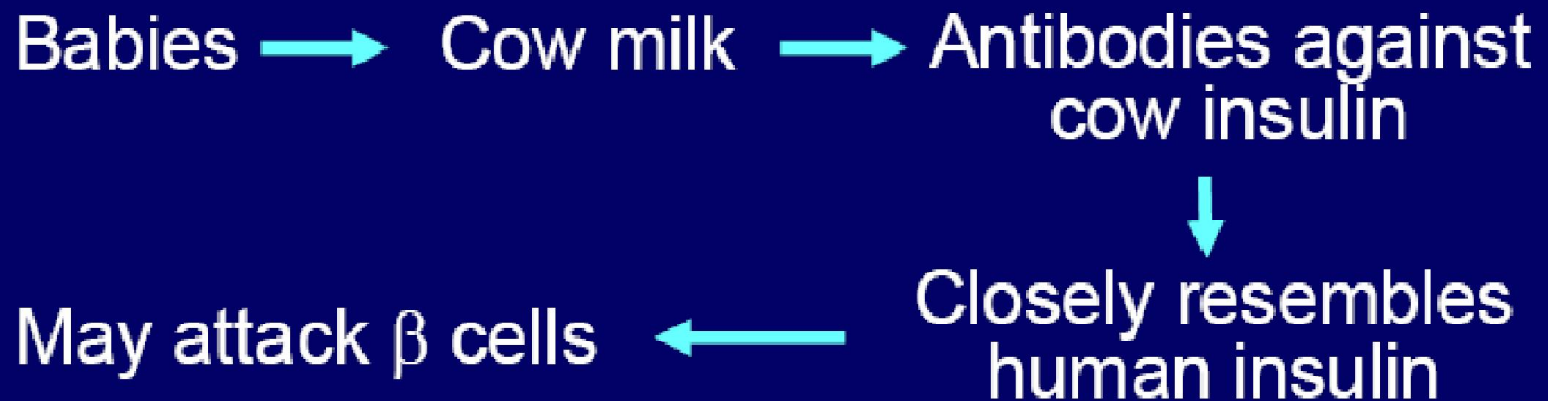 Babies → Cow milk → Antibodies against
cow insulin
Closely resembles
human insulin
May attack β cells